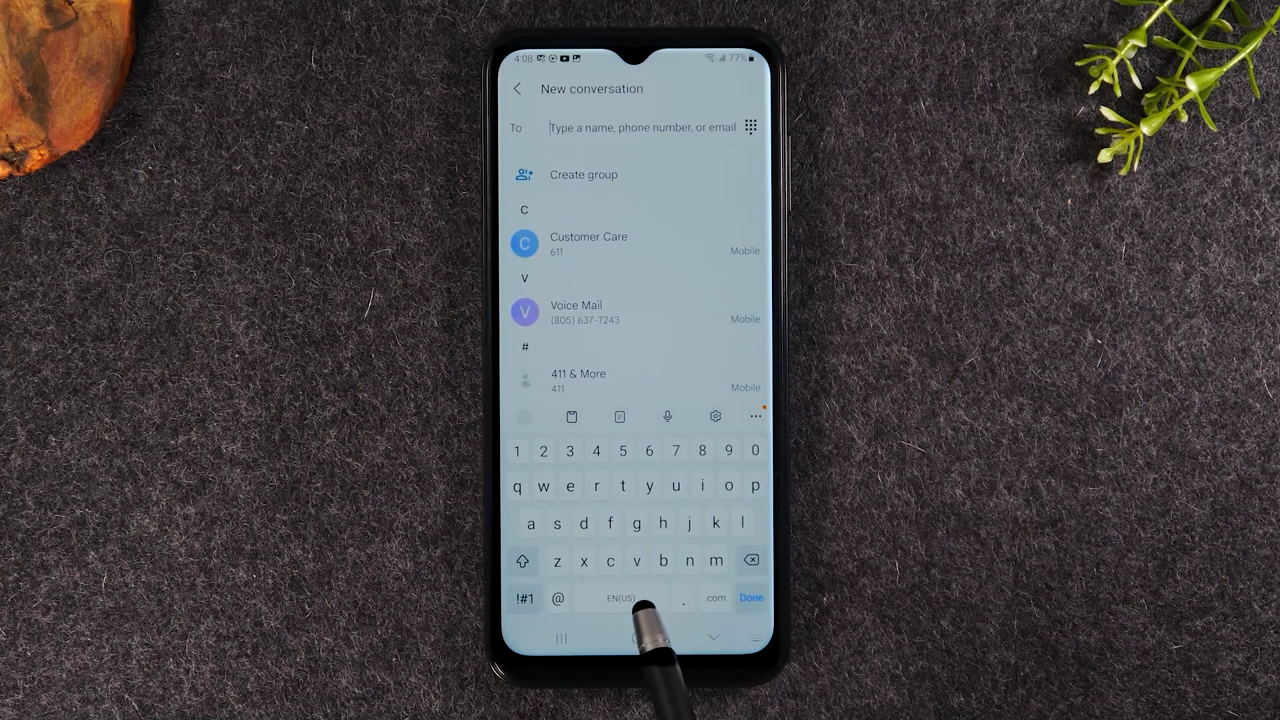 4:08 77%
New conversation
To Type a name, phone number, or email
Create group
C
C Customer Care
611 Mobile
V
V Voice Mail
(805) 637-7243 Mobile
#
411 & More
411 Mobile
1 2 3 4 5 6 7 8 9 0
q w e r t y u i o p
a s d f g h j k l
z x c v b n m
!#1 @ EN(US) . .com Done